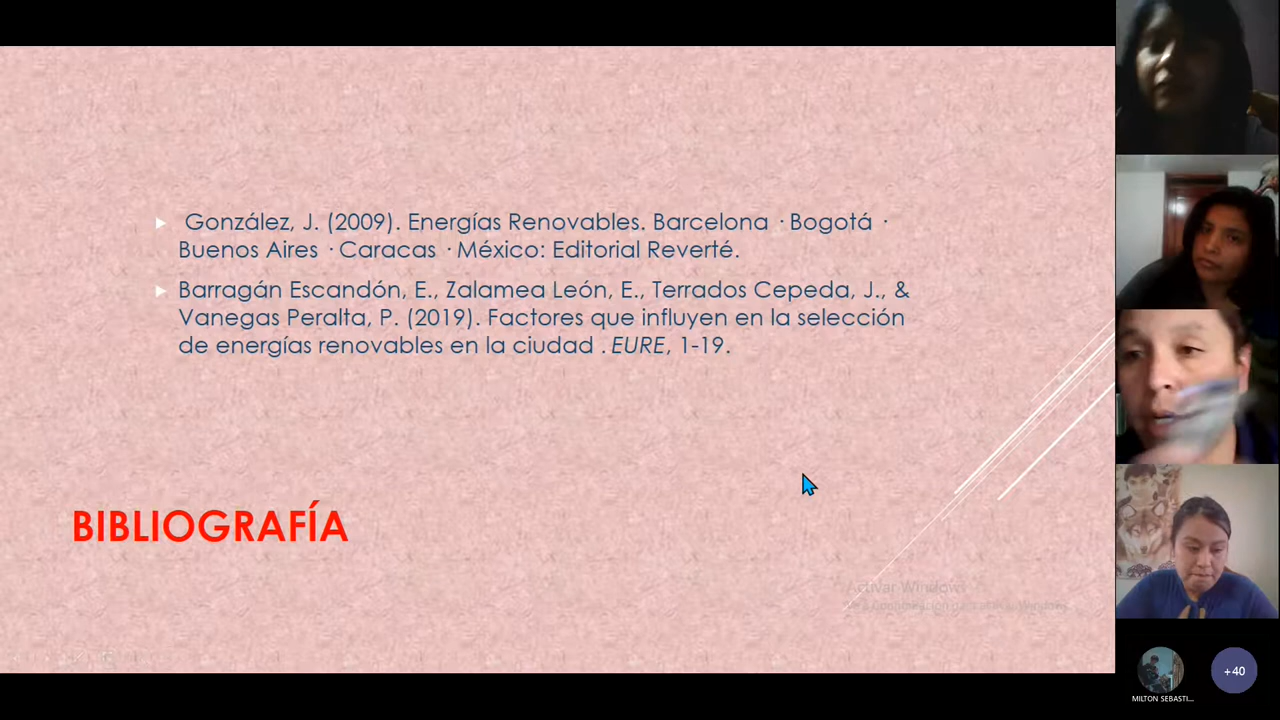 González, J. (2009). Energías Renovables. Barcelona · Bogotá ·
Buenos Aires · Caracas · México: Editorial Reverté.
Barragán Escandón, E., Zalamea León, E., Terrados Cepeda, J., &
Vanegas Peralta, P. (2019). Factores que influyen en la selección
de energías renovables en la ciudad . EURE, 1-19.
BIBLIOGRAFÍA
Activar Windows
MILTON SEBASTI...
+40